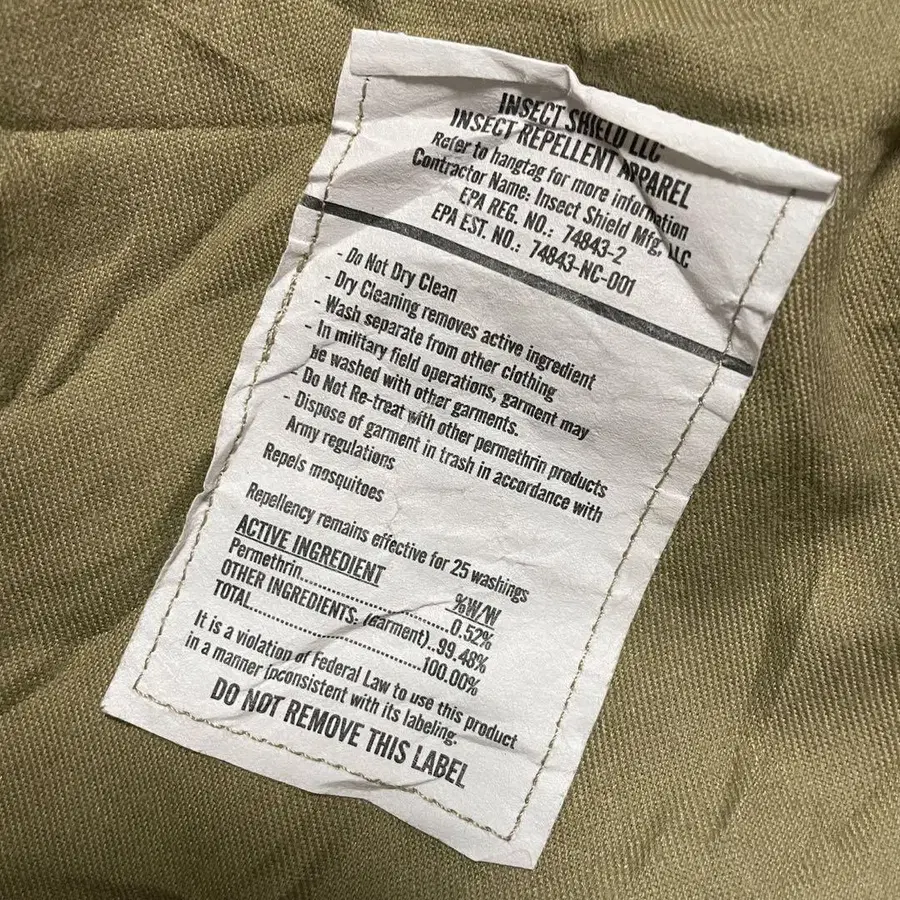 INSECT SHIELD LLC
INSECT REPELLENT APPAREL
Refer to hangtag for more information
Contractor Name: Insect Shield Mfg, LLC
EPA REG. NO.: 74843-2
EPA EST. NO.: 74843-NC-001
- Do Not Dry Clean
- Dry Cleaning removes active ingredient
- Wash separate from other clothing
- In military field operations, garment may
be washed with other garments.
Do Not Re-treat with other permethrin products
- Dispose of garment in trash in accordance with
Army regulations
Repels mosquitoes
Repellency remains effective for 25 washings
ACTIVE INGREDIENT %W/W
Permethrin..............................0.52%
OTHER INGREDIENTS: (Garment)..99.48%
TOTAL..............................100.00%
It is a violation of Federal Law to use this product
in a manner inconsistent with its labeling.
DO NOT REMOVE THIS LABEL